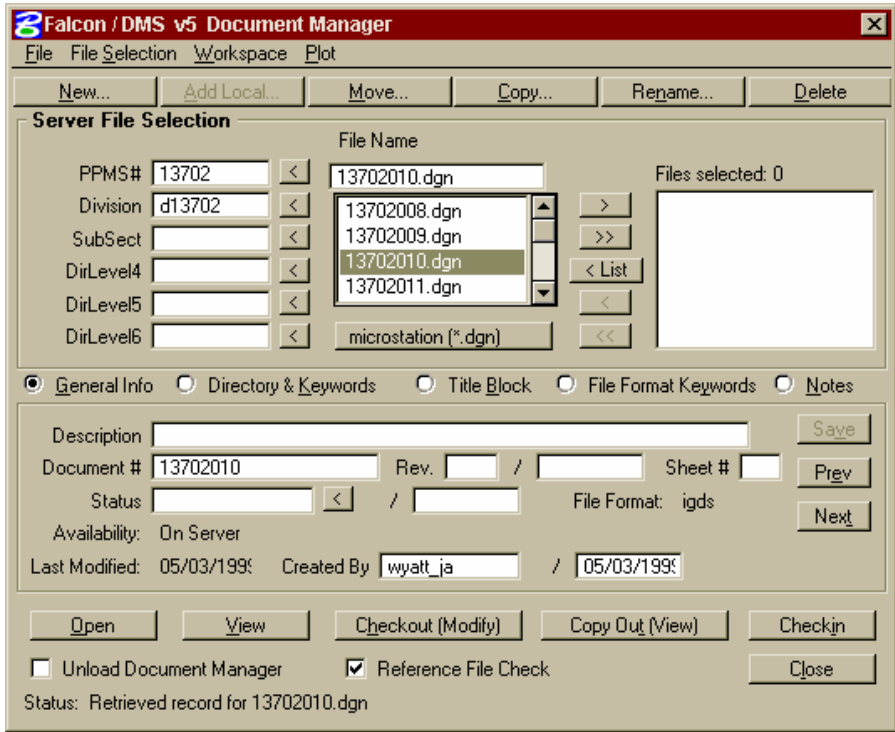 Falcon / DMS v5 Document Manager
File File Selection Workspace Plot
New... Add Local... Move... Copy... Rename... Delete
Server File Selection
File Name
PPMS# 13702 < 13702010.dgn Files selected: 0
Division d13702 < 13702008.dgn >
SubSect < 13702009.dgn >>
DirLevel4 < 13702010.dgn < List
DirLevel5 < 13702011.dgn <
DirLevel6 < microstation (*.dgn) <<
General Info Directory & Keywords Title Block File Format Keywords Notes
Description Save
Document # 13702010 Rev. / Sheet # Prev
Status < / File Format: igds Next
Availability: On Server
Last Modified: 05/03/199 Created By wyatt_ja / 05/03/199
Open View Checkout (Modify) Copy Out (View) Checkin
Unload Document Manager Reference File Check Close
Status: Retrieved record for 13702010.dgn